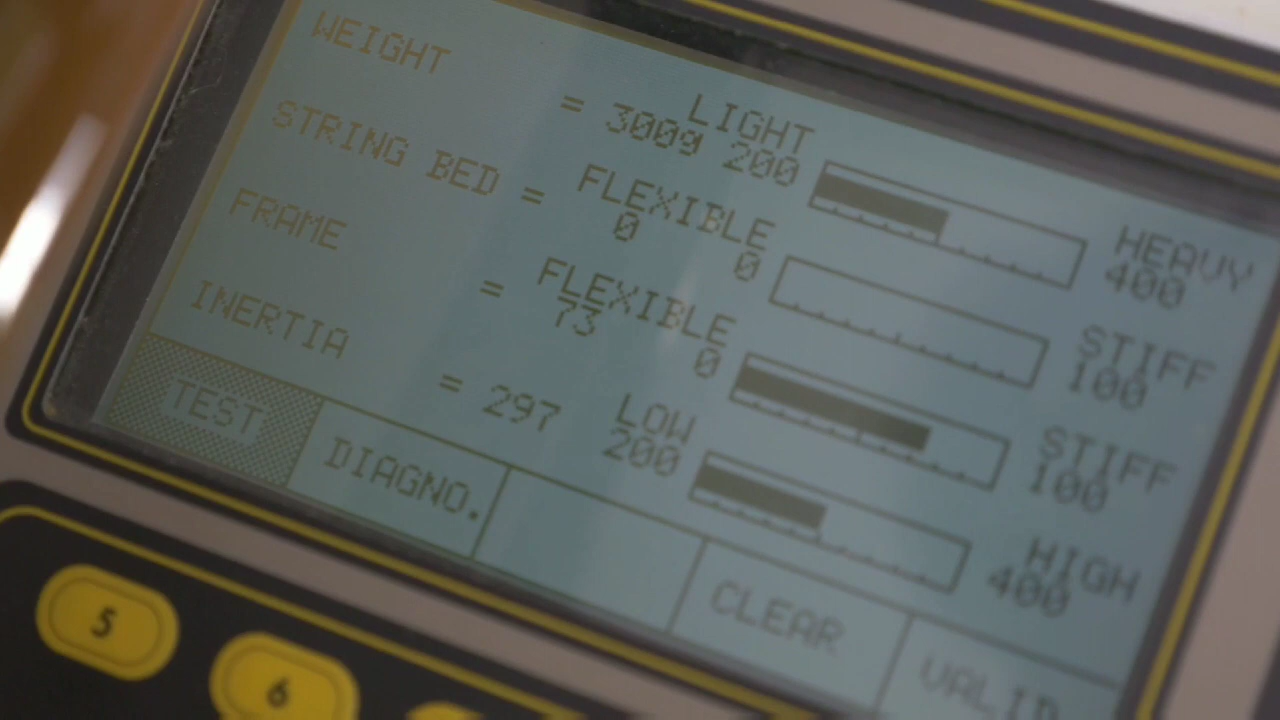 LIGHT HEAVY
WEIGHT = 300g 200 400
FLEXIBLE STIFF
STRING BED = 0 0 100
FLEXIBLE STIFF
FRAME = 73 0 100
LOW HIGH
INERTIA = 297 200 400
TEST DIAGNO. CLEAR VALID
5 6